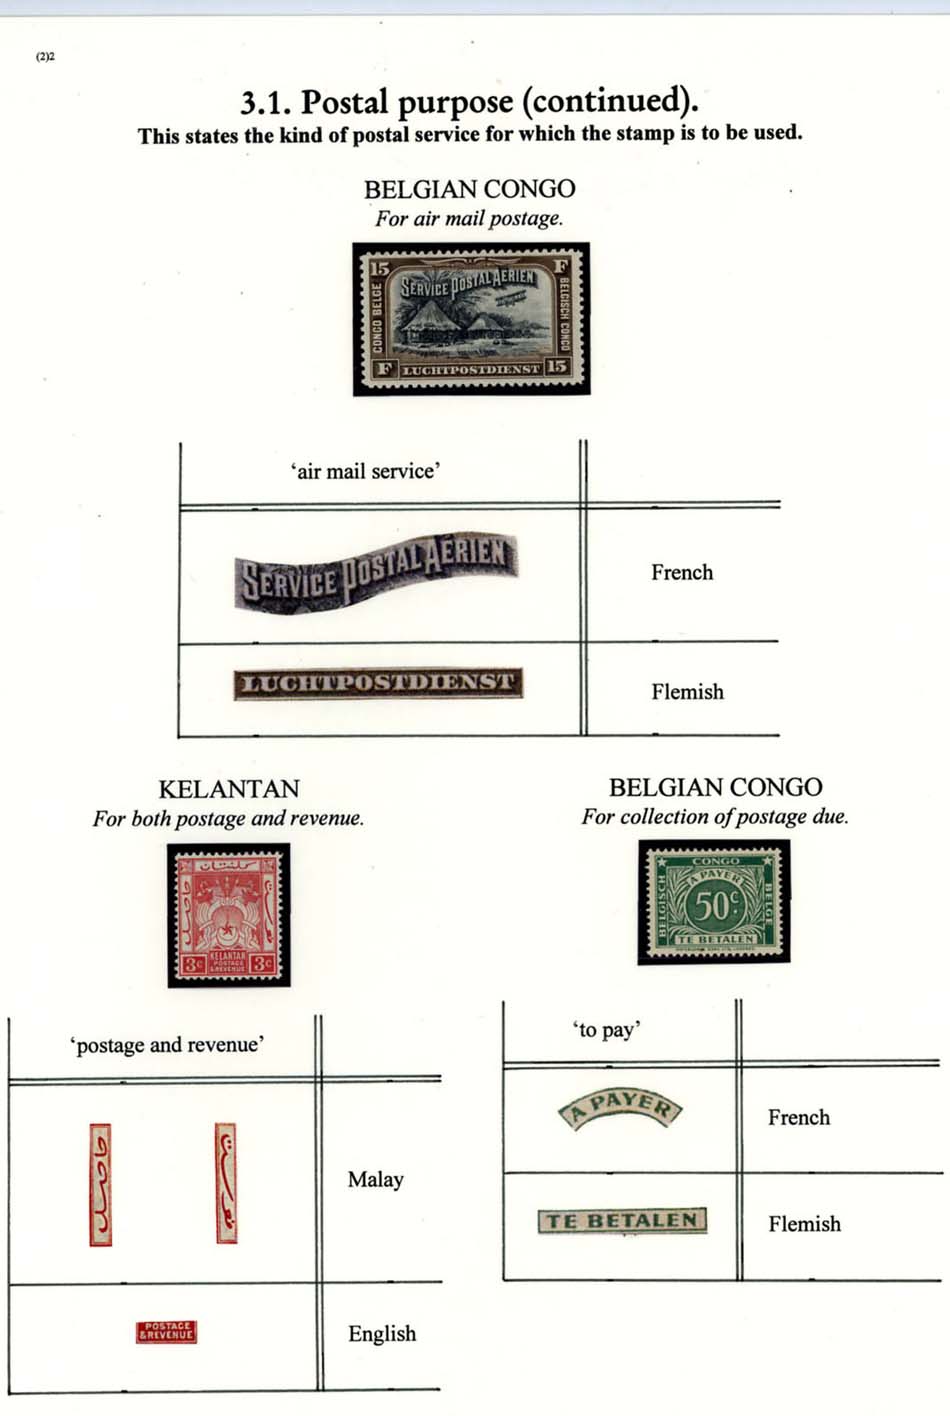 (2)2
3.1. Postal purpose (continued).
This states the kind of postal service for which the stamp is to be used.
BELGIAN CONGO
For air mail postage.
15 F
SERVICE POSTAL AÉRIEN
CONGO BELGE
BELGISCH CONGO
F LUCHTPOSTDIENST 15
'air mail service'
SERVICE POSTAL AÉRIEN
French
LUCHTPOSTDIENST
Flemish
KELANTAN
For both postage and revenue.
كلنتن
3c KELANTAN 3c
POSTAGE
& REVENUE
'postage and revenue'
Malay
POSTAGE
& REVENUE
English
BELGIAN CONGO
For collection of postage due.
CONGO
A PAYER
BELGISCH
50c.
BELGE
TE BETALEN
'to pay'
A PAYER
French
TE BETALEN
Flemish